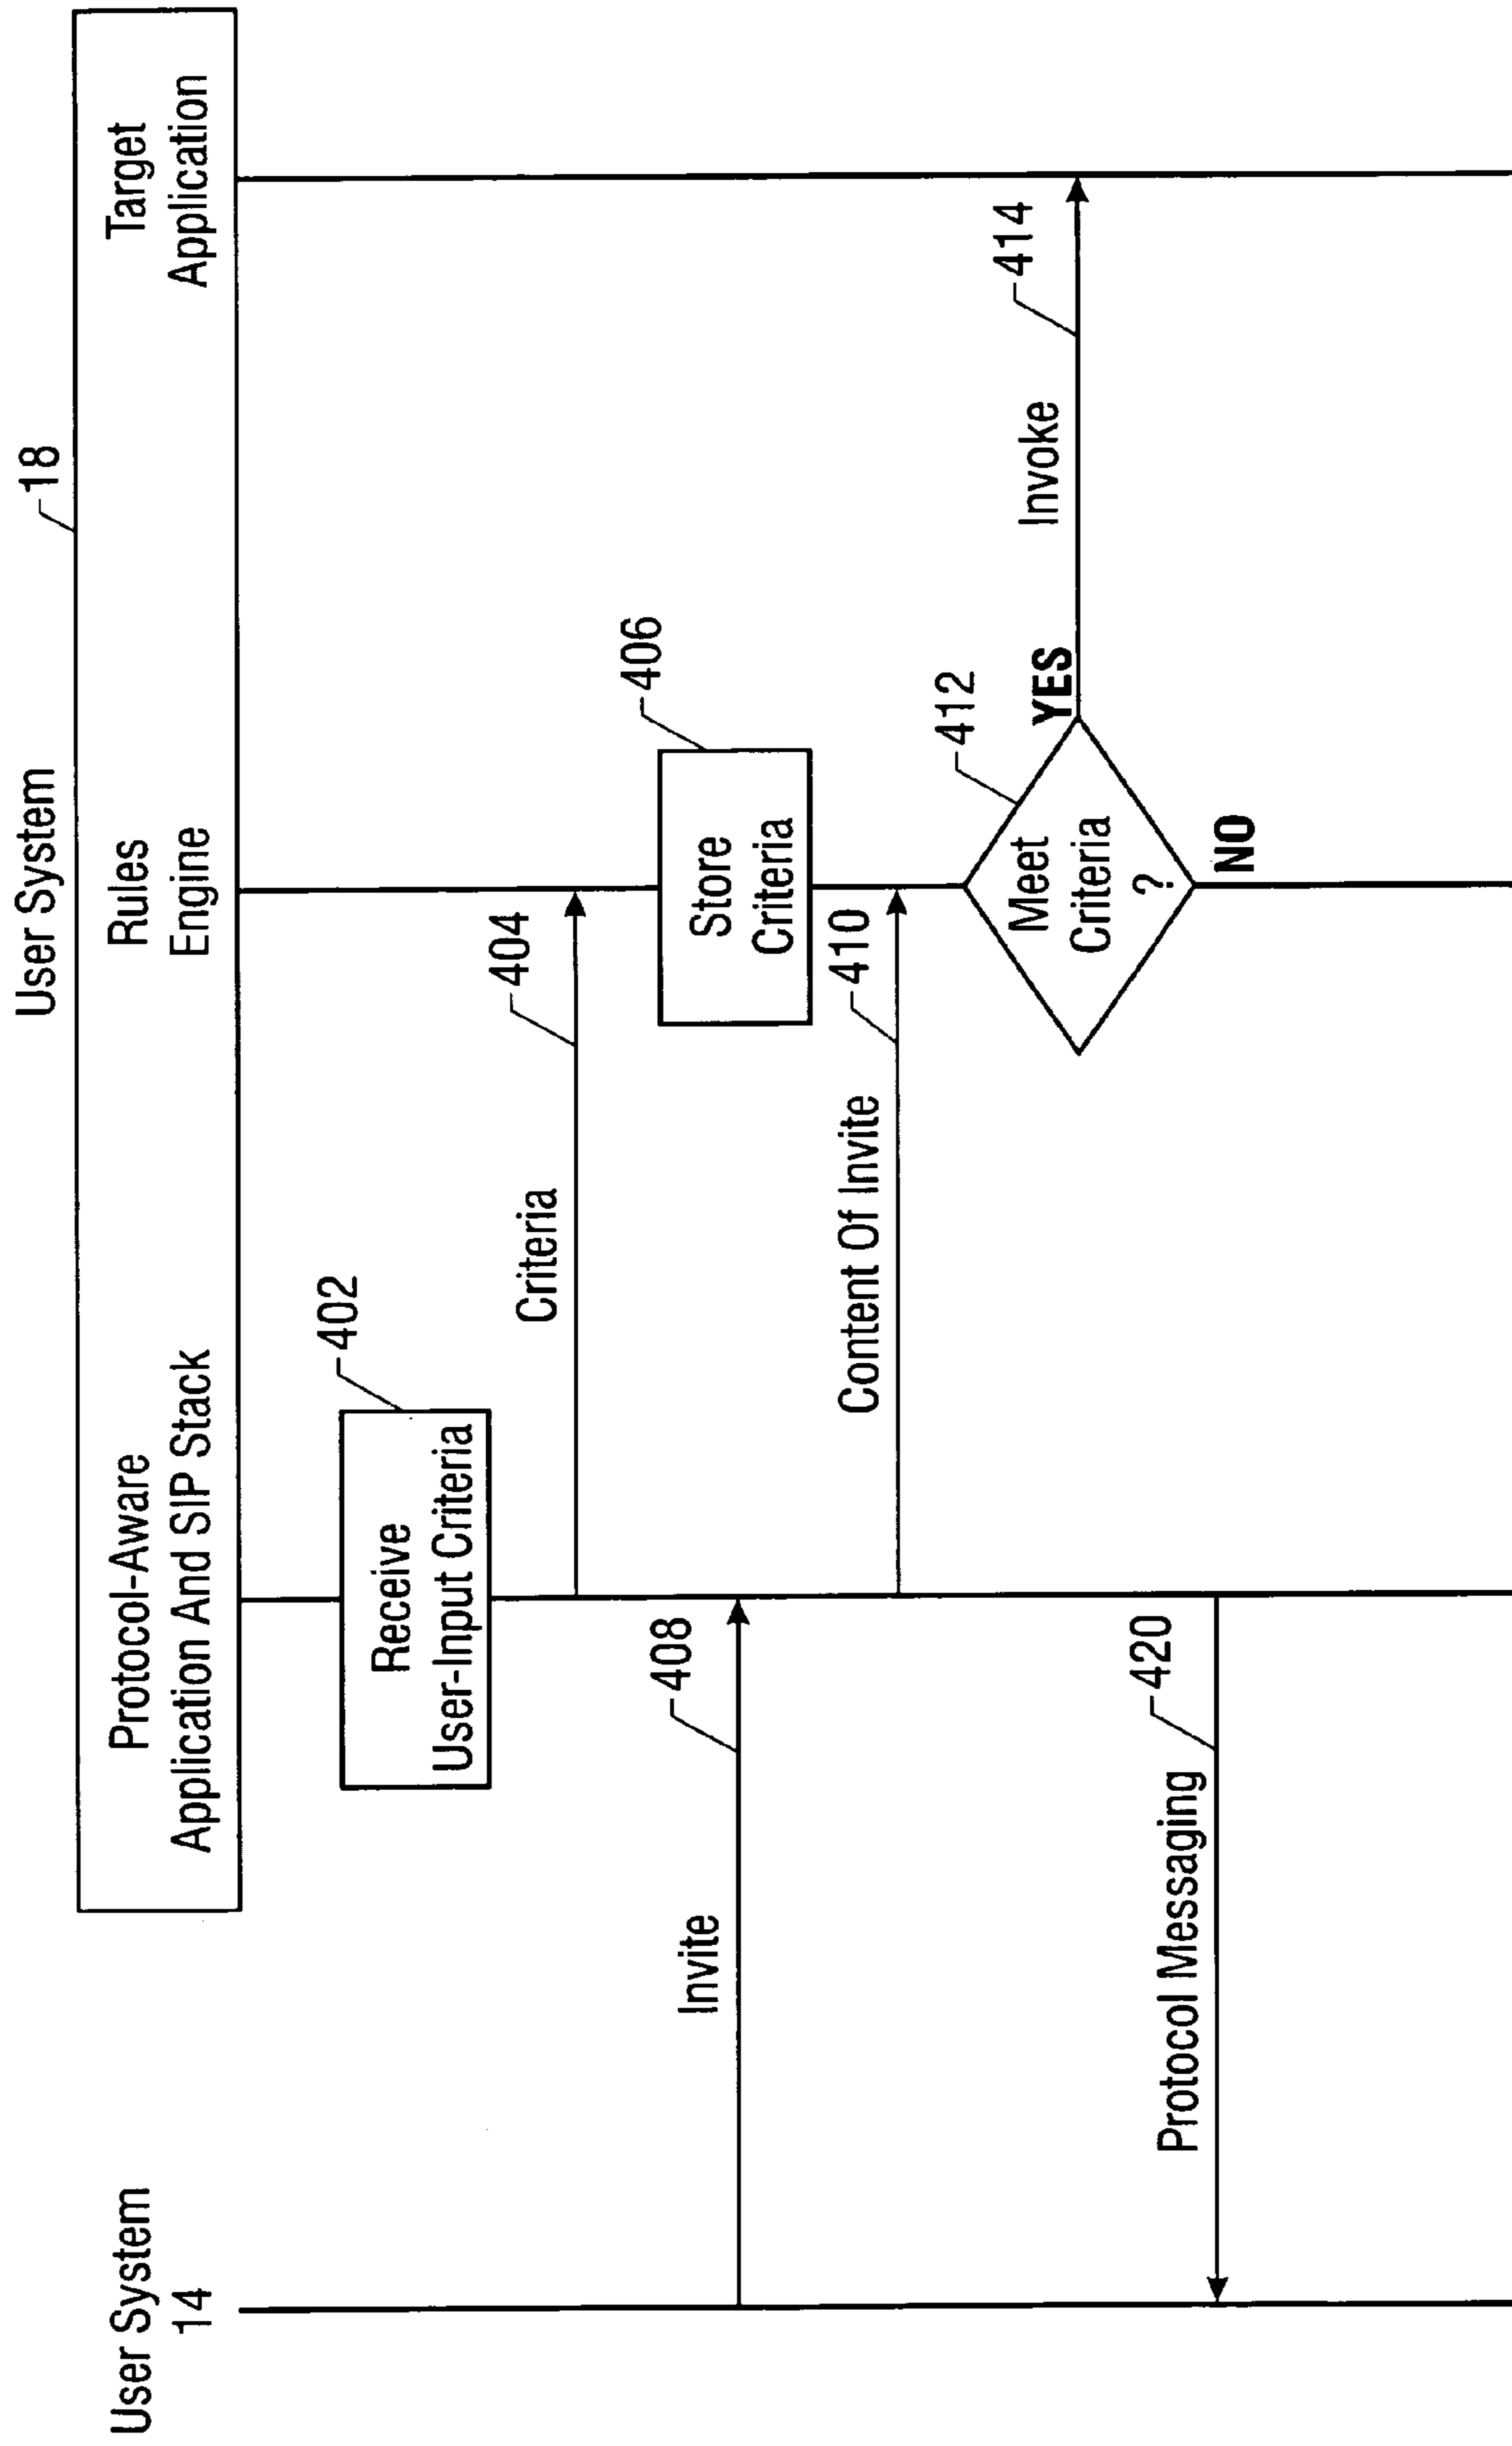 User System
18
User System
14
Protocol-Aware
Application And SIP Stack
Rules
Engine
Target
Application
402
Receive
User-Input Criteria
Criteria
404
406
Store
Criteria
Invite
408
Content Of Invite
410
412
Meet
Criteria
?
YES
NO
Invoke
414
Protocol Messaging
420